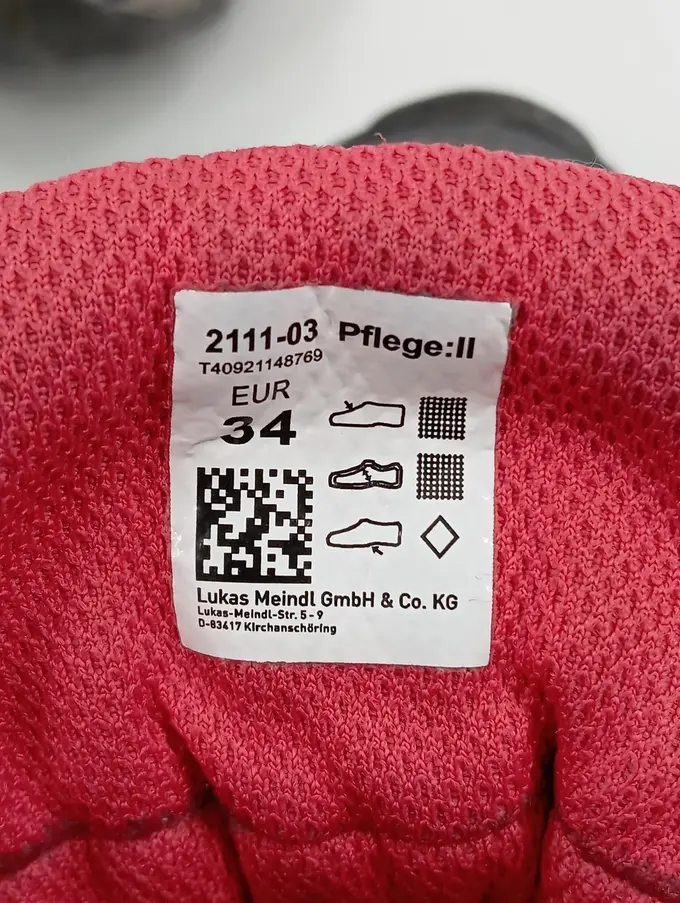 2111-03 Pflege:II
T40921148769
EUR
34
Lukas Meindl GmbH & Co. KG
Lukas-Meindl-Str. 5-9
D-83417 Kirchanschöring